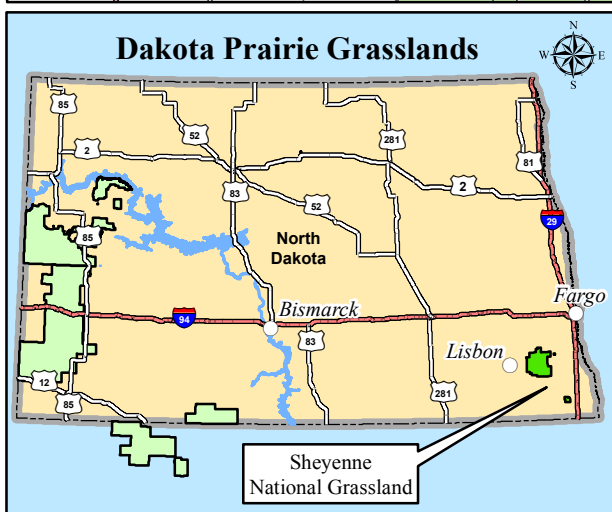 Dakota Prairie Grasslands
N
W E
S
85
52
2
281
81
83
2
52
29
85
North
Dakota
94
Bismarck
Fargo
83
Lisbon
12
85
281
Sheyenne
National Grassland